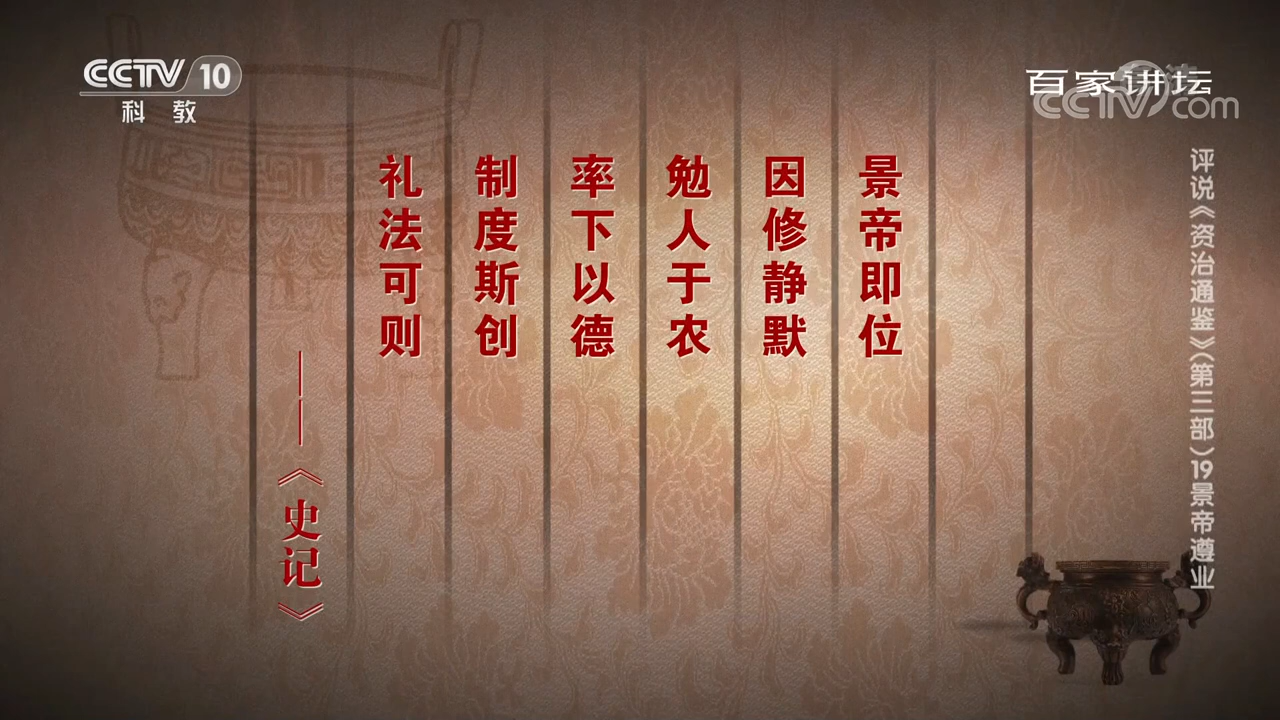 CCTV 10
科教
百家讲坛
CCTV.com
评说《资治通鉴》(第三部)19景帝遵业
景帝即位
因修静默
勉人于农
率下以德
制度斯创
礼法可则
——《史记》